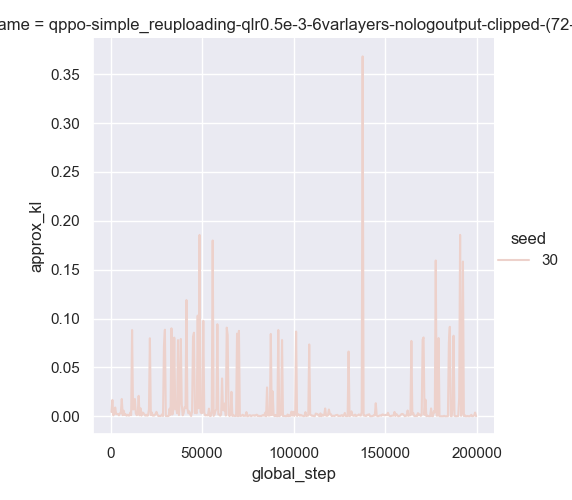 ame = qppo-simple_reuploading-qlr0.5e-3-6varlayers-nologoutput-clipped-(72-
0.35
0.30
0.25
0.20
0.15
0.10
0.05
0.00
approx_kl
0 50000 100000 150000 200000
global_step
seed
30